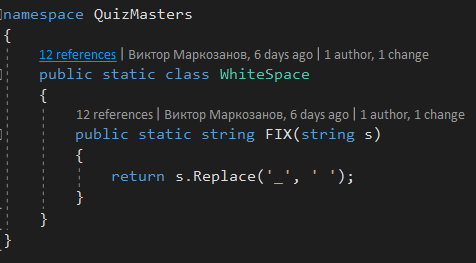 namespace QuizMasters
{
12 references | Виктор Маркозанов, 6 days ago | 1 author, 1 change
public static class WhiteSpace
{
12 references | Виктор Маркозанов, 6 days ago | 1 author, 1 change
public static string FIX(string s)
{
return s.Replace('_', ' ');
}
}
}